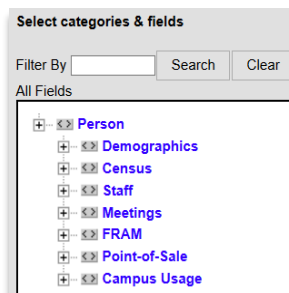 Select categories & fields
Filter By Search Clear
All Fields
Person
Demographics
Census
Staff
Meetings
FRAM
Point-of-Sale
Campus Usage